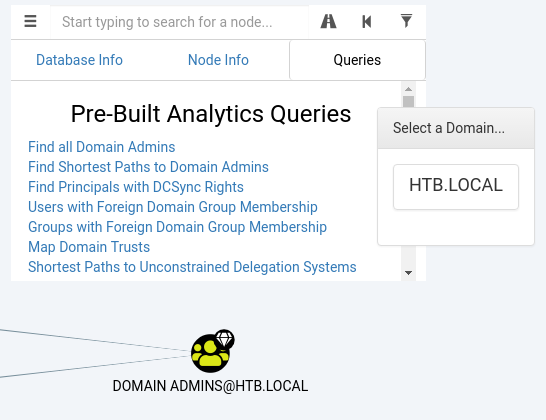 Start typing to search for a node...
Database Info
Node Info
Queries
Pre-Built Analytics Queries
Find all Domain Admins
Find Shortest Paths to Domain Admins
Find Principals with DCSync Rights
Users with Foreign Domain Group Membership
Groups with Foreign Domain Group Membership
Map Domain Trusts
Shortest Paths to Unconstrained Delegation Systems
Select a Domain...
HTB.LOCAL
DOMAIN ADMINS@HTB.LOCAL